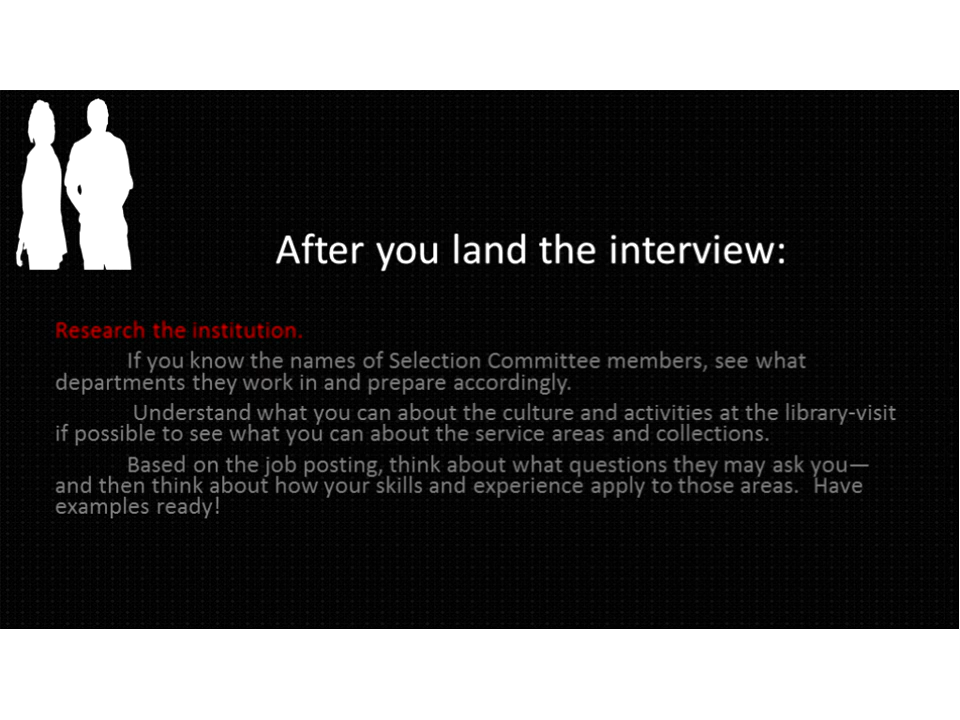 After you land the interview:
Research the institution.
If you know the names of Selection Committee members, see what
departments they work in and prepare accordingly.
Understand what you can about the culture and activities at the library-visit
if possible to see what you can about the service areas and collections.
Based on the job posting, think about what questions they may ask you—
and then think about how your skills and experience apply to those areas.  Have
examples ready!